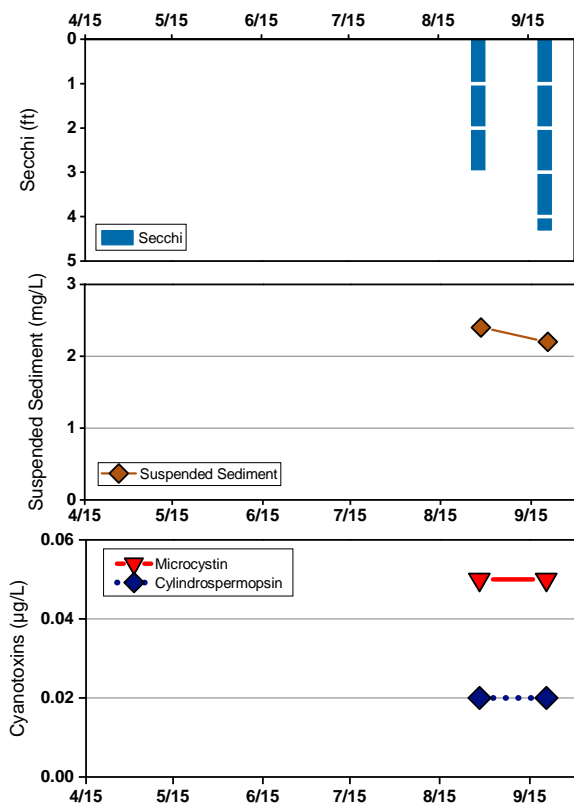 4/15 5/15 6/15 7/15 8/15 9/15
0
1
2
3
4
5
Secchi (ft)
Secchi
3
2
1
0
Suspended Sediment (mg/L)
Suspended Sediment
4/15 5/15 6/15 7/15 8/15 9/15
0.06
0.04
0.02
0.00
Cyanotoxins (µg/L)
Microcystin
Cylindrospermopsin
4/15 5/15 6/15 7/15 8/15 9/15